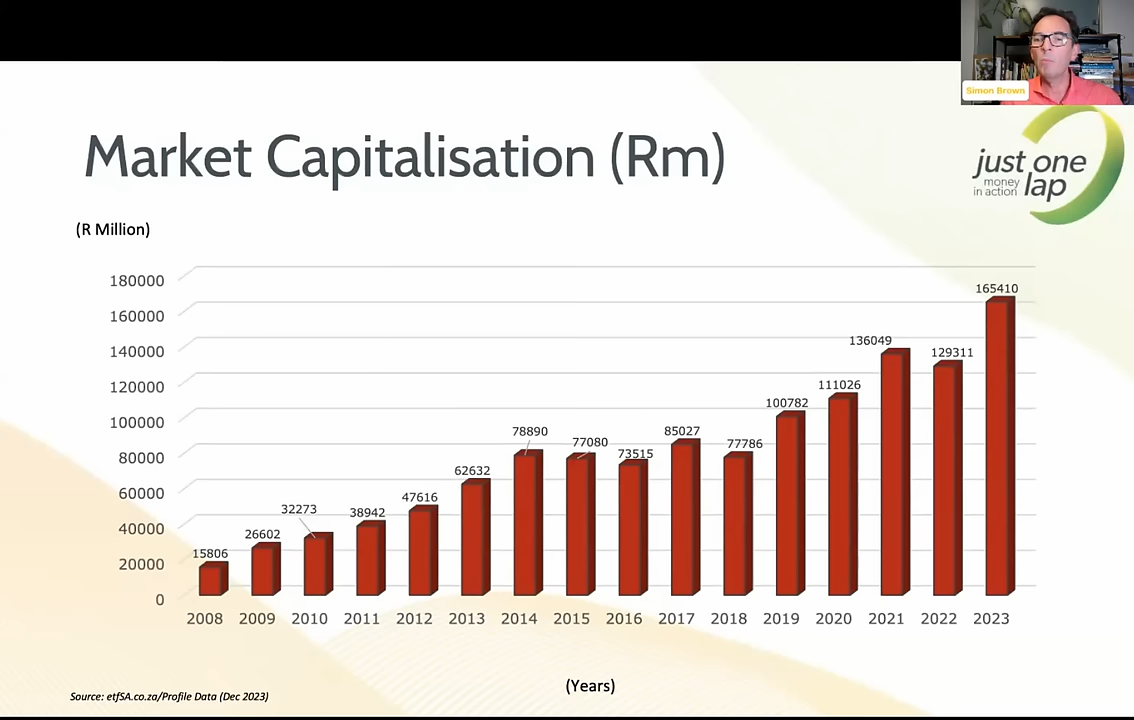 Simon Brown
Market Capitalisation (Rm)
just one
money
in action
lap
(R Million)
180000
160000
140000
120000
100000
80000
60000
40000
20000
0
15806
26602
32273
38942
47616
62632
78890
77080
73515
85027
77786
100782
111026
136049
129311
165410
2008 2009 2010 2011 2012 2013 2014 2015 2016 2017 2018 2019 2020 2021 2022 2023
(Years)
Source: etfSA.co.za/Profile Data (Dec 2023)